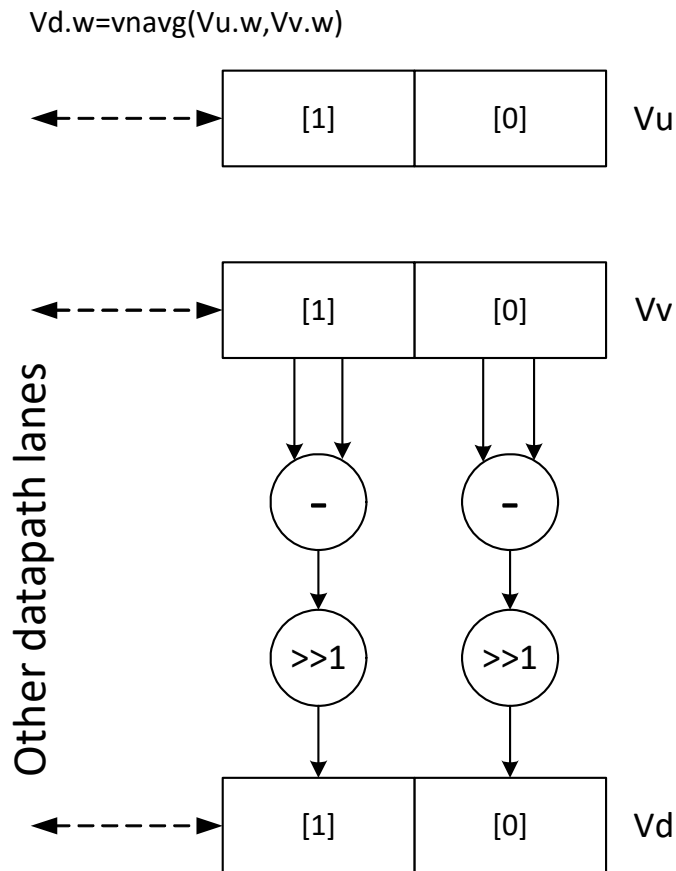 Vd.w=vnavg(Vu.w,Vv.w)
[1] [0] Vu
[1] [0] Vv
Other datapath lanes
- -
>>1 >>1
[1] [0] Vd